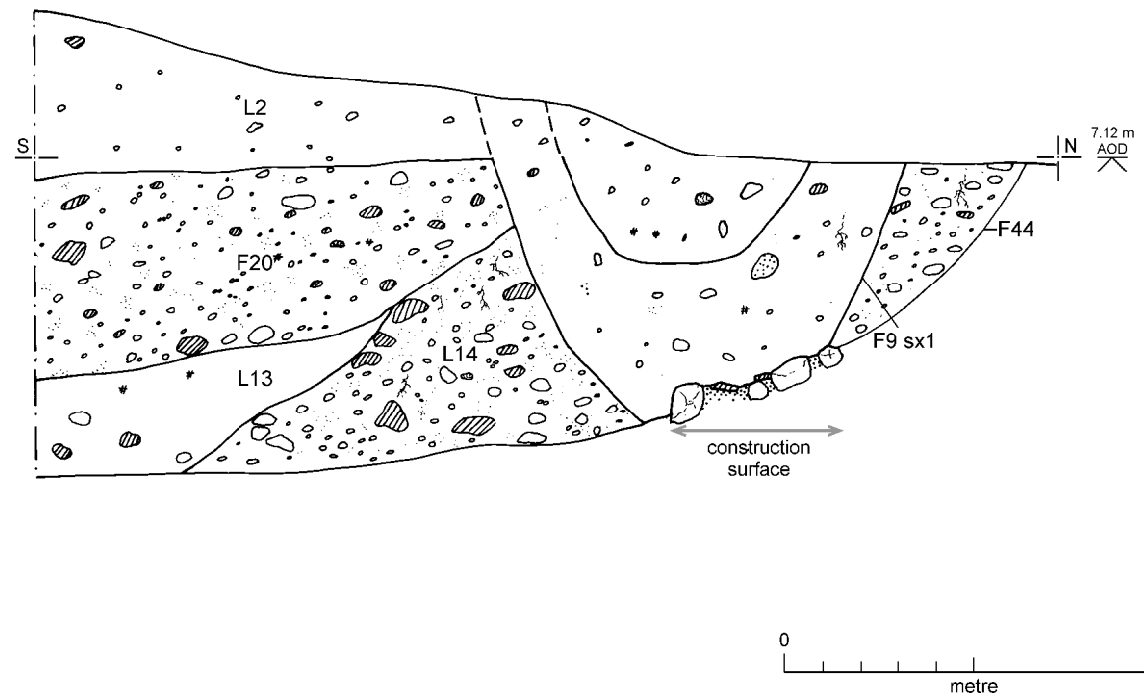 L2
S
N
7.12 m
AOD
F20
F44
F9 sx1
L14
L13
construction
surface
0
metre